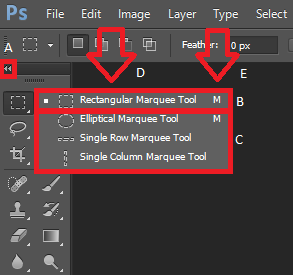 Ps File Edit Image Layer Type Select
A Feather: 0 px
D E
Rectangular Marquee Tool M B
Elliptical Marquee Tool M
Single Row Marquee Tool C
Single Column Marquee Tool